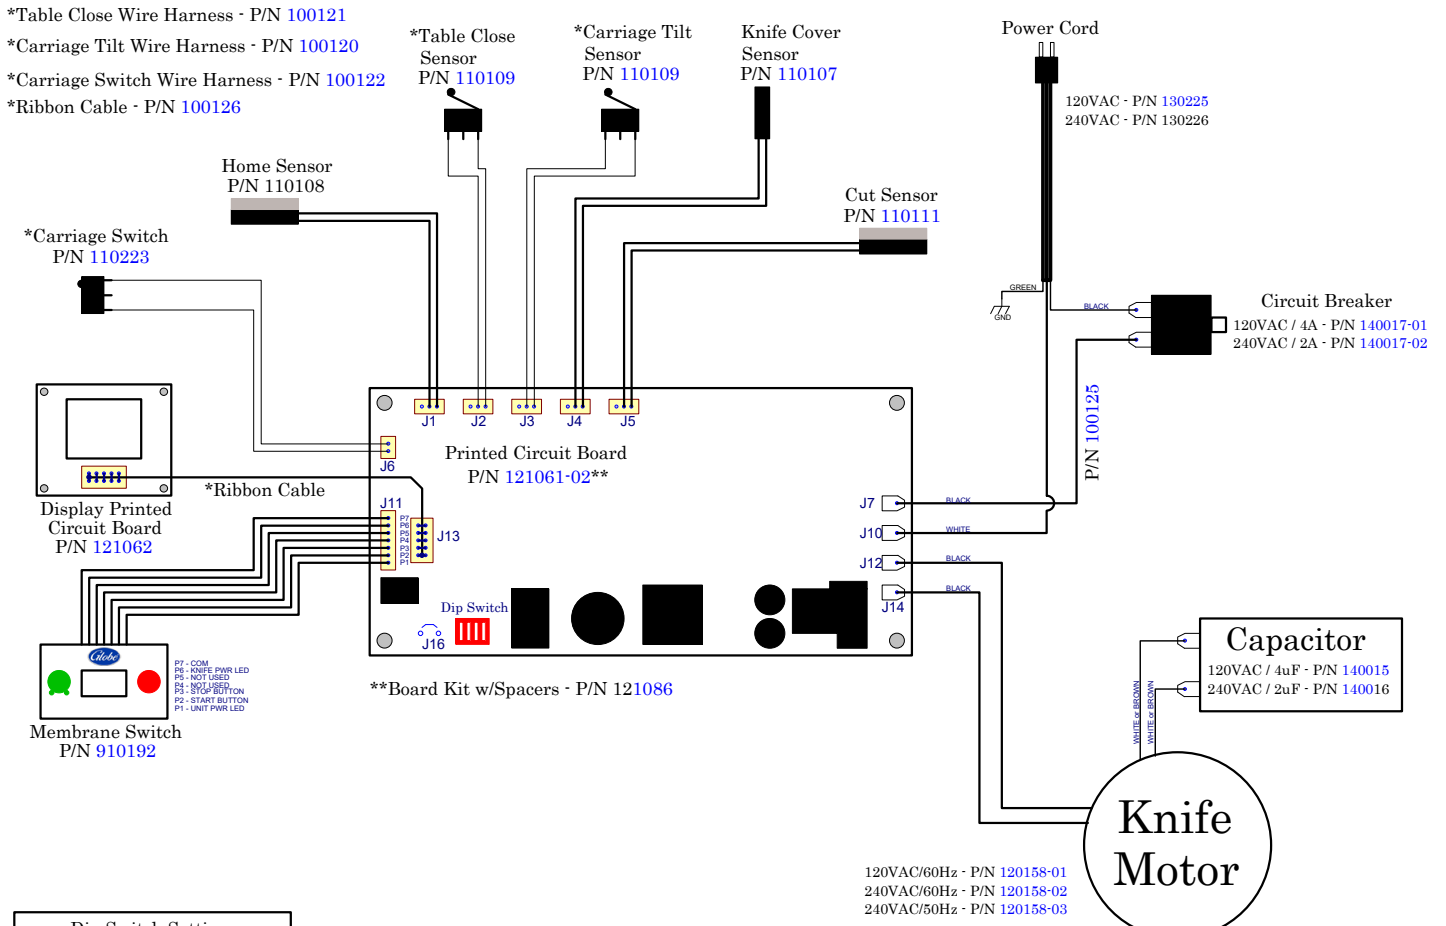 *Table Close Wire Harness - P/N 100121
*Carriage Tilt Wire Harness - P/N 100120
*Carriage Switch Wire Harness - P/N 100122
*Ribbon Cable - P/N 100126
*Table Close
Sensor
P/N 110109
*Carriage Tilt
Sensor
P/N 110109
Knife Cover
Sensor
P/N 110107
Power Cord
120VAC - P/N 130225
240VAC - P/N 130226
Home Sensor
P/N 110108
Cut Sensor
P/N 110111
*Carriage Switch
P/N 110223
GREEN
GND
BLACK
Circuit Breaker
120VAC / 4A - P/N 140017-01
240VAC / 2A - P/N 140017-02
P/N 100125
J1
J2
J3
J4
J5
J6
Printed Circuit Board
P/N 121061-02**
*Ribbon Cable
Display Printed
Circuit Board
P/N 121062
J11
P7
P6
P5
P4
P3
P2
P1
J13
J7
BLACK
J10
WHITE
J12
BLACK
J14
BLACK
Dip Switch
J16
Globe
P7 - COM
P6 - KNIFE PWR LED
P5 - NOT USED
P4 - NOT USED
P3 - STOP BUTTON
P2 - START BUTTON
P1 - UNIT PWR LED
Membrane Switch
P/N 910192
**Board Kit w/Spacers - P/N 121086
Capacitor
120VAC / 4uF - P/N 140015
240VAC / 2uF - P/N 140016
WHITE or BROWN
WHITE or BROWN
Knife
Motor
120VAC/60Hz - P/N 120158-01
240VAC/60Hz - P/N 120158-02
240VAC/50Hz - P/N 120158-03